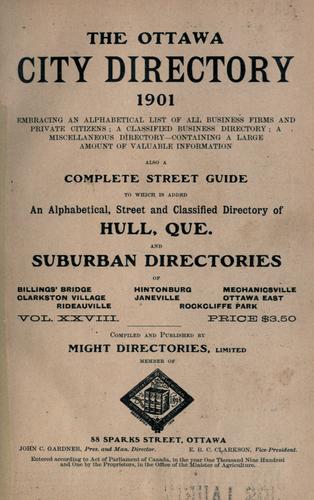 THE OTTAWA
CITY DIRECTORY
1901
EMBRACING AN ALPHABETICAL LIST OF ALL BUSINESS FIRMS AND
PRIVATE CITIZENS; A CLASSIFIED BUSINESS DIRECTORY; A
MISCELLANEOUS DIRECTORY—CONTAINING A LARGE
AMOUNT OF VALUABLE INFORMATION
ALSO A
COMPLETE STREET GUIDE
TO WHICH IS ADDED
An Alphabetical, Street and Classified Directory of
HULL, QUE.
AND
SUBURBAN DIRECTORIES
OF
BILLINGS' BRIDGE HINTONBURG MECHANICSVILLE
CLARKSTON VILLAGE JANEVILLE OTTAWA EAST
RIDEAUVILLE ROCKCLIFFE PARK
VOL. XXVIII. PRICE $3.50
COMPILED AND PUBLISHED BY
MIGHT DIRECTORIES, LIMITED
MEMBER OF
88 SPARKS STREET, OTTAWA
JOHN C. GARDNER, Pres. and Man. Director. E. R. C. CLARKSON, Vice-President.
Entered according to Act of Parliament of Canada, in the year One Thousand Nine Hundred
and One by the Proprietors, in the Office of the Minister of Agriculture.